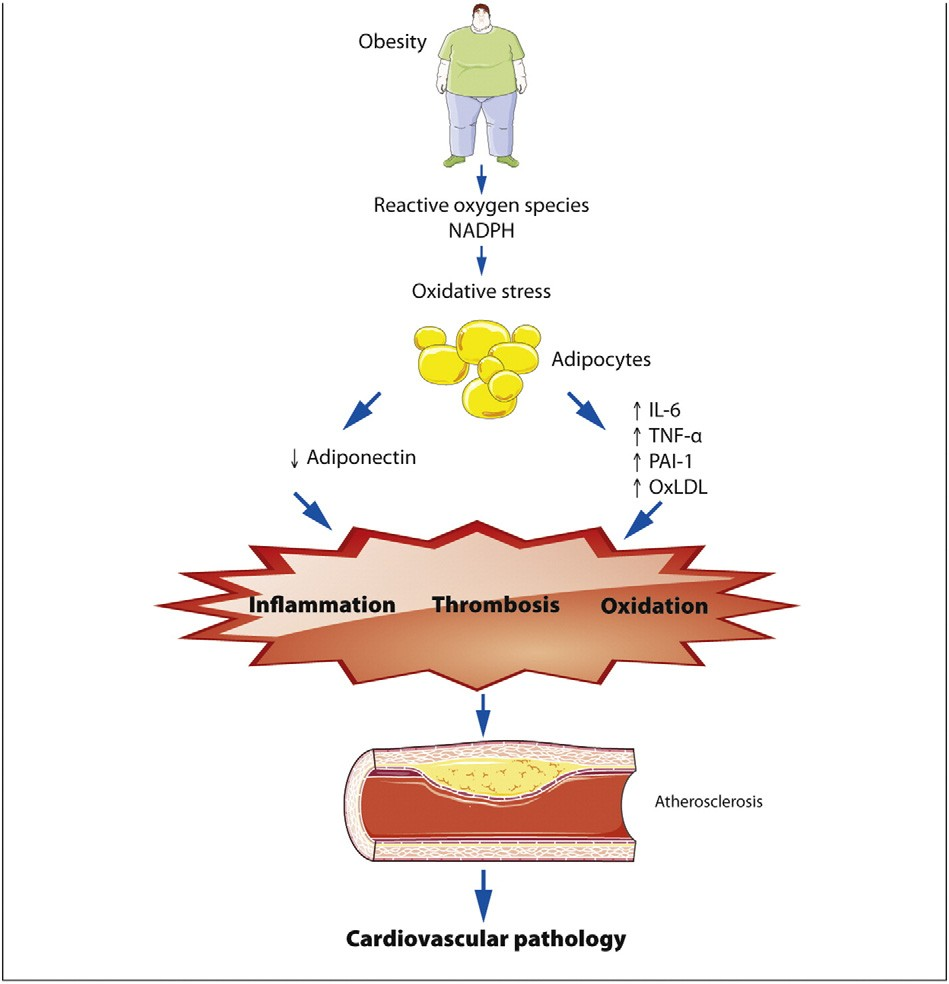 Obesity
Reactive oxygen species
NADPH
Oxidative stress
Adipocytes
↓ Adiponectin
↑ IL-6
↑ TNF-α
↑ PAI-1
↑ OxLDL
Inflammation Thrombosis Oxidation
Atherosclerosis
Cardiovascular pathology